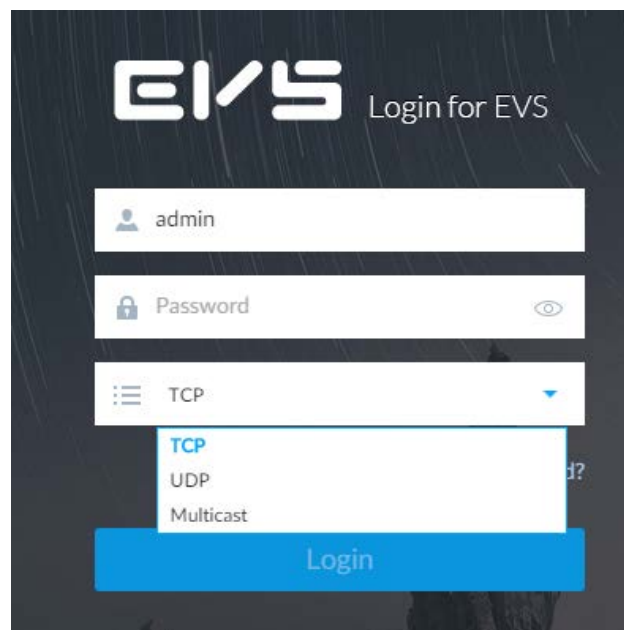 EVS Login for EVS
admin
Password
TCP
TCP
d?
UDP
Multicast
Login